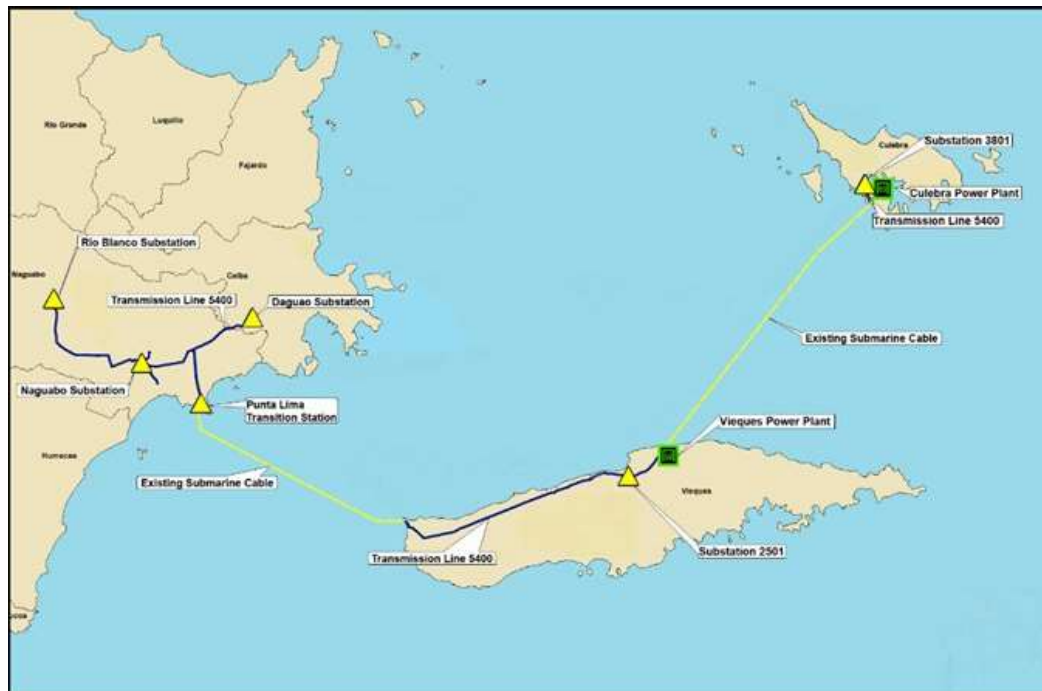 Rio Grande
Luquillo
Fajardo
Culebra
Substation 3801
Culebra Power Plant
Transmission Line 5400
Rio Blanco Substation
Naguabo
Ceiba
Transmission Line 5400
Daguao Substation
Existing Submarine Cable
Naguabo Substation
Punta Lima
Transition Station
Vieques Power Plant
Humacao
Existing Submarine Cable
Vieques
Transmission Line 5400
Substation 2501